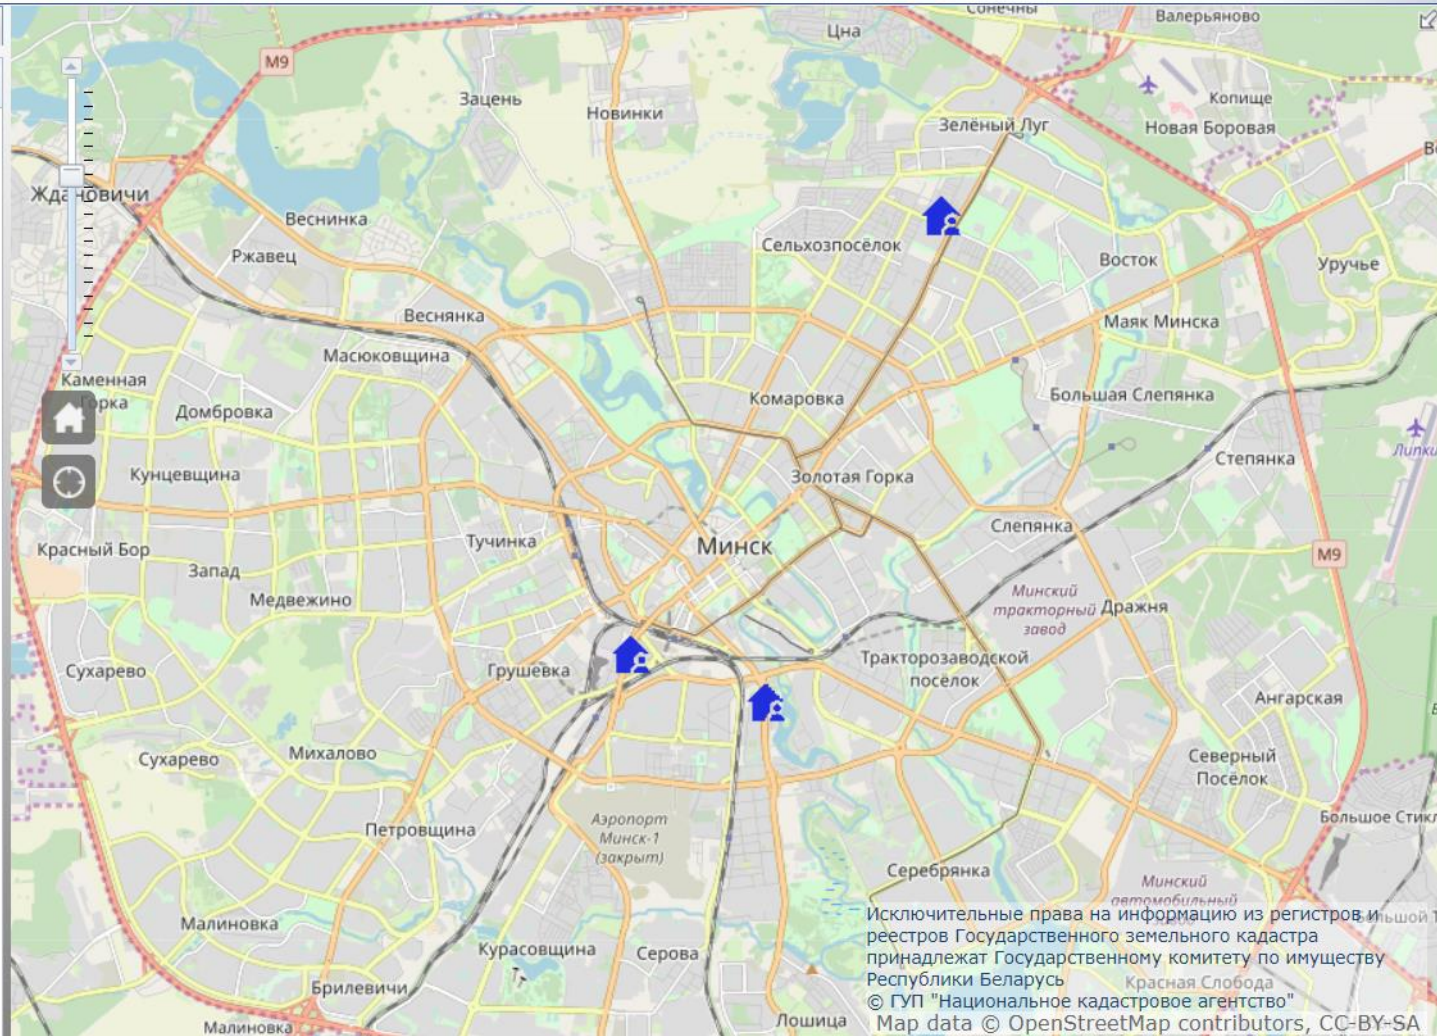 Сонечны
Валерьяново
Цна
М9
Зацень
Новинки
Копище
Зелёный Луг
Новая Боровая
Ждановичи
Веснинка
Ржавец
Сельхозпосёлок
Восток
Уручье
Веснянка
Маяк Минска
Масюковщина
Каменная
Горка
Домбровка
Комаровка
Большая Слепянка
Кунцевщина
Золотая Горка
Степянка
Липки
Слепянка
Красный Бор
Тучинка
Минск
М9
Запад
Медвежино
Минский
тракторный
завод
Дражня
Сухарево
Грушевка
Тракторозаводской
посёлок
Ангарская
Сухарево
Михалово
Северный
Посёлок
Петровщина
Аэропорт
Минск-1
(закрыт)
Большое Стикл
Серебрянка
Минский
автомобильный
Малиновка
Курасовщина
Серова
Исключительные права на информацию из регистров и
реестров Государственного земельного кадастра
принадлежат Государственному комитету по имуществу
Республики Беларусь
© ГУП "Национальное кадастровое агентство"
Большой Т
Красная Слобода
Брилевичи
Малиновка
Лошица
Map data © OpenStreetMap contributors, CC-BY-SA